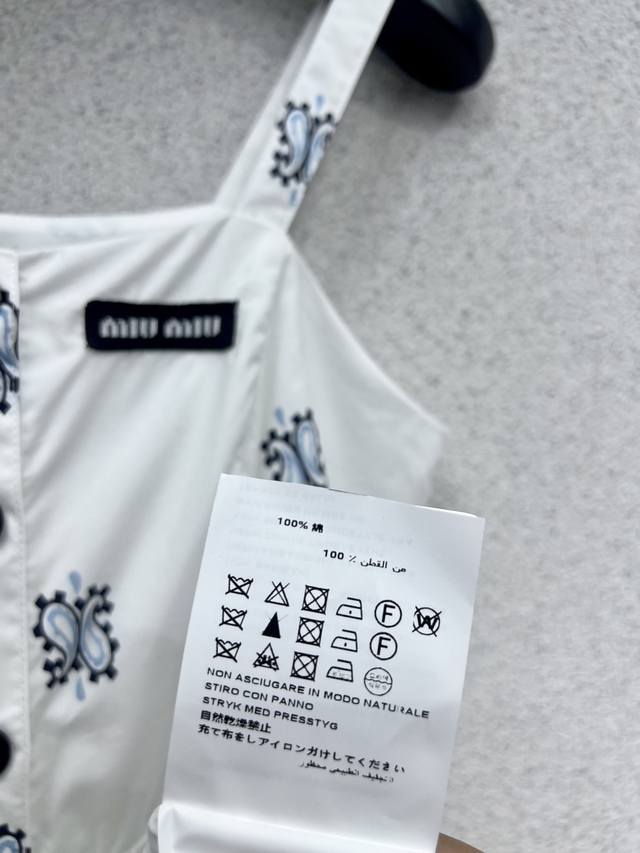 MIU MIU
100% 綿
100 ٪ من القطن
F W
F
NON ASCIUGARE IN MODO NATURALE
STIRO CON PANNO
STRYK MED PRESSTYG
自然乾燥禁止
充て布をしアイロンがけしてください